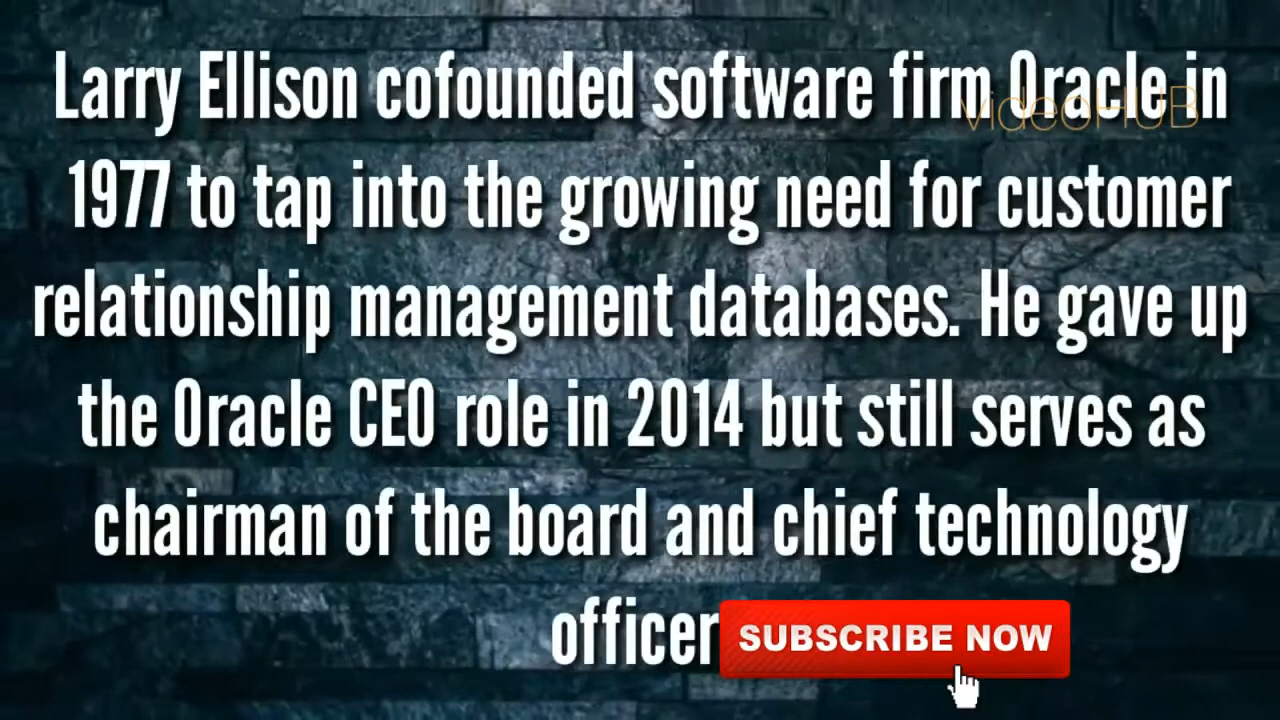 Larry Ellison cofounded software firm Oracle in
videoHUB
1977 to tap into the growing need for customer
relationship management databases. He gave up
the Oracle CEO role in 2014 but still serves as
chairman of the board and chief technology
officer
SUBSCRIBE NOW